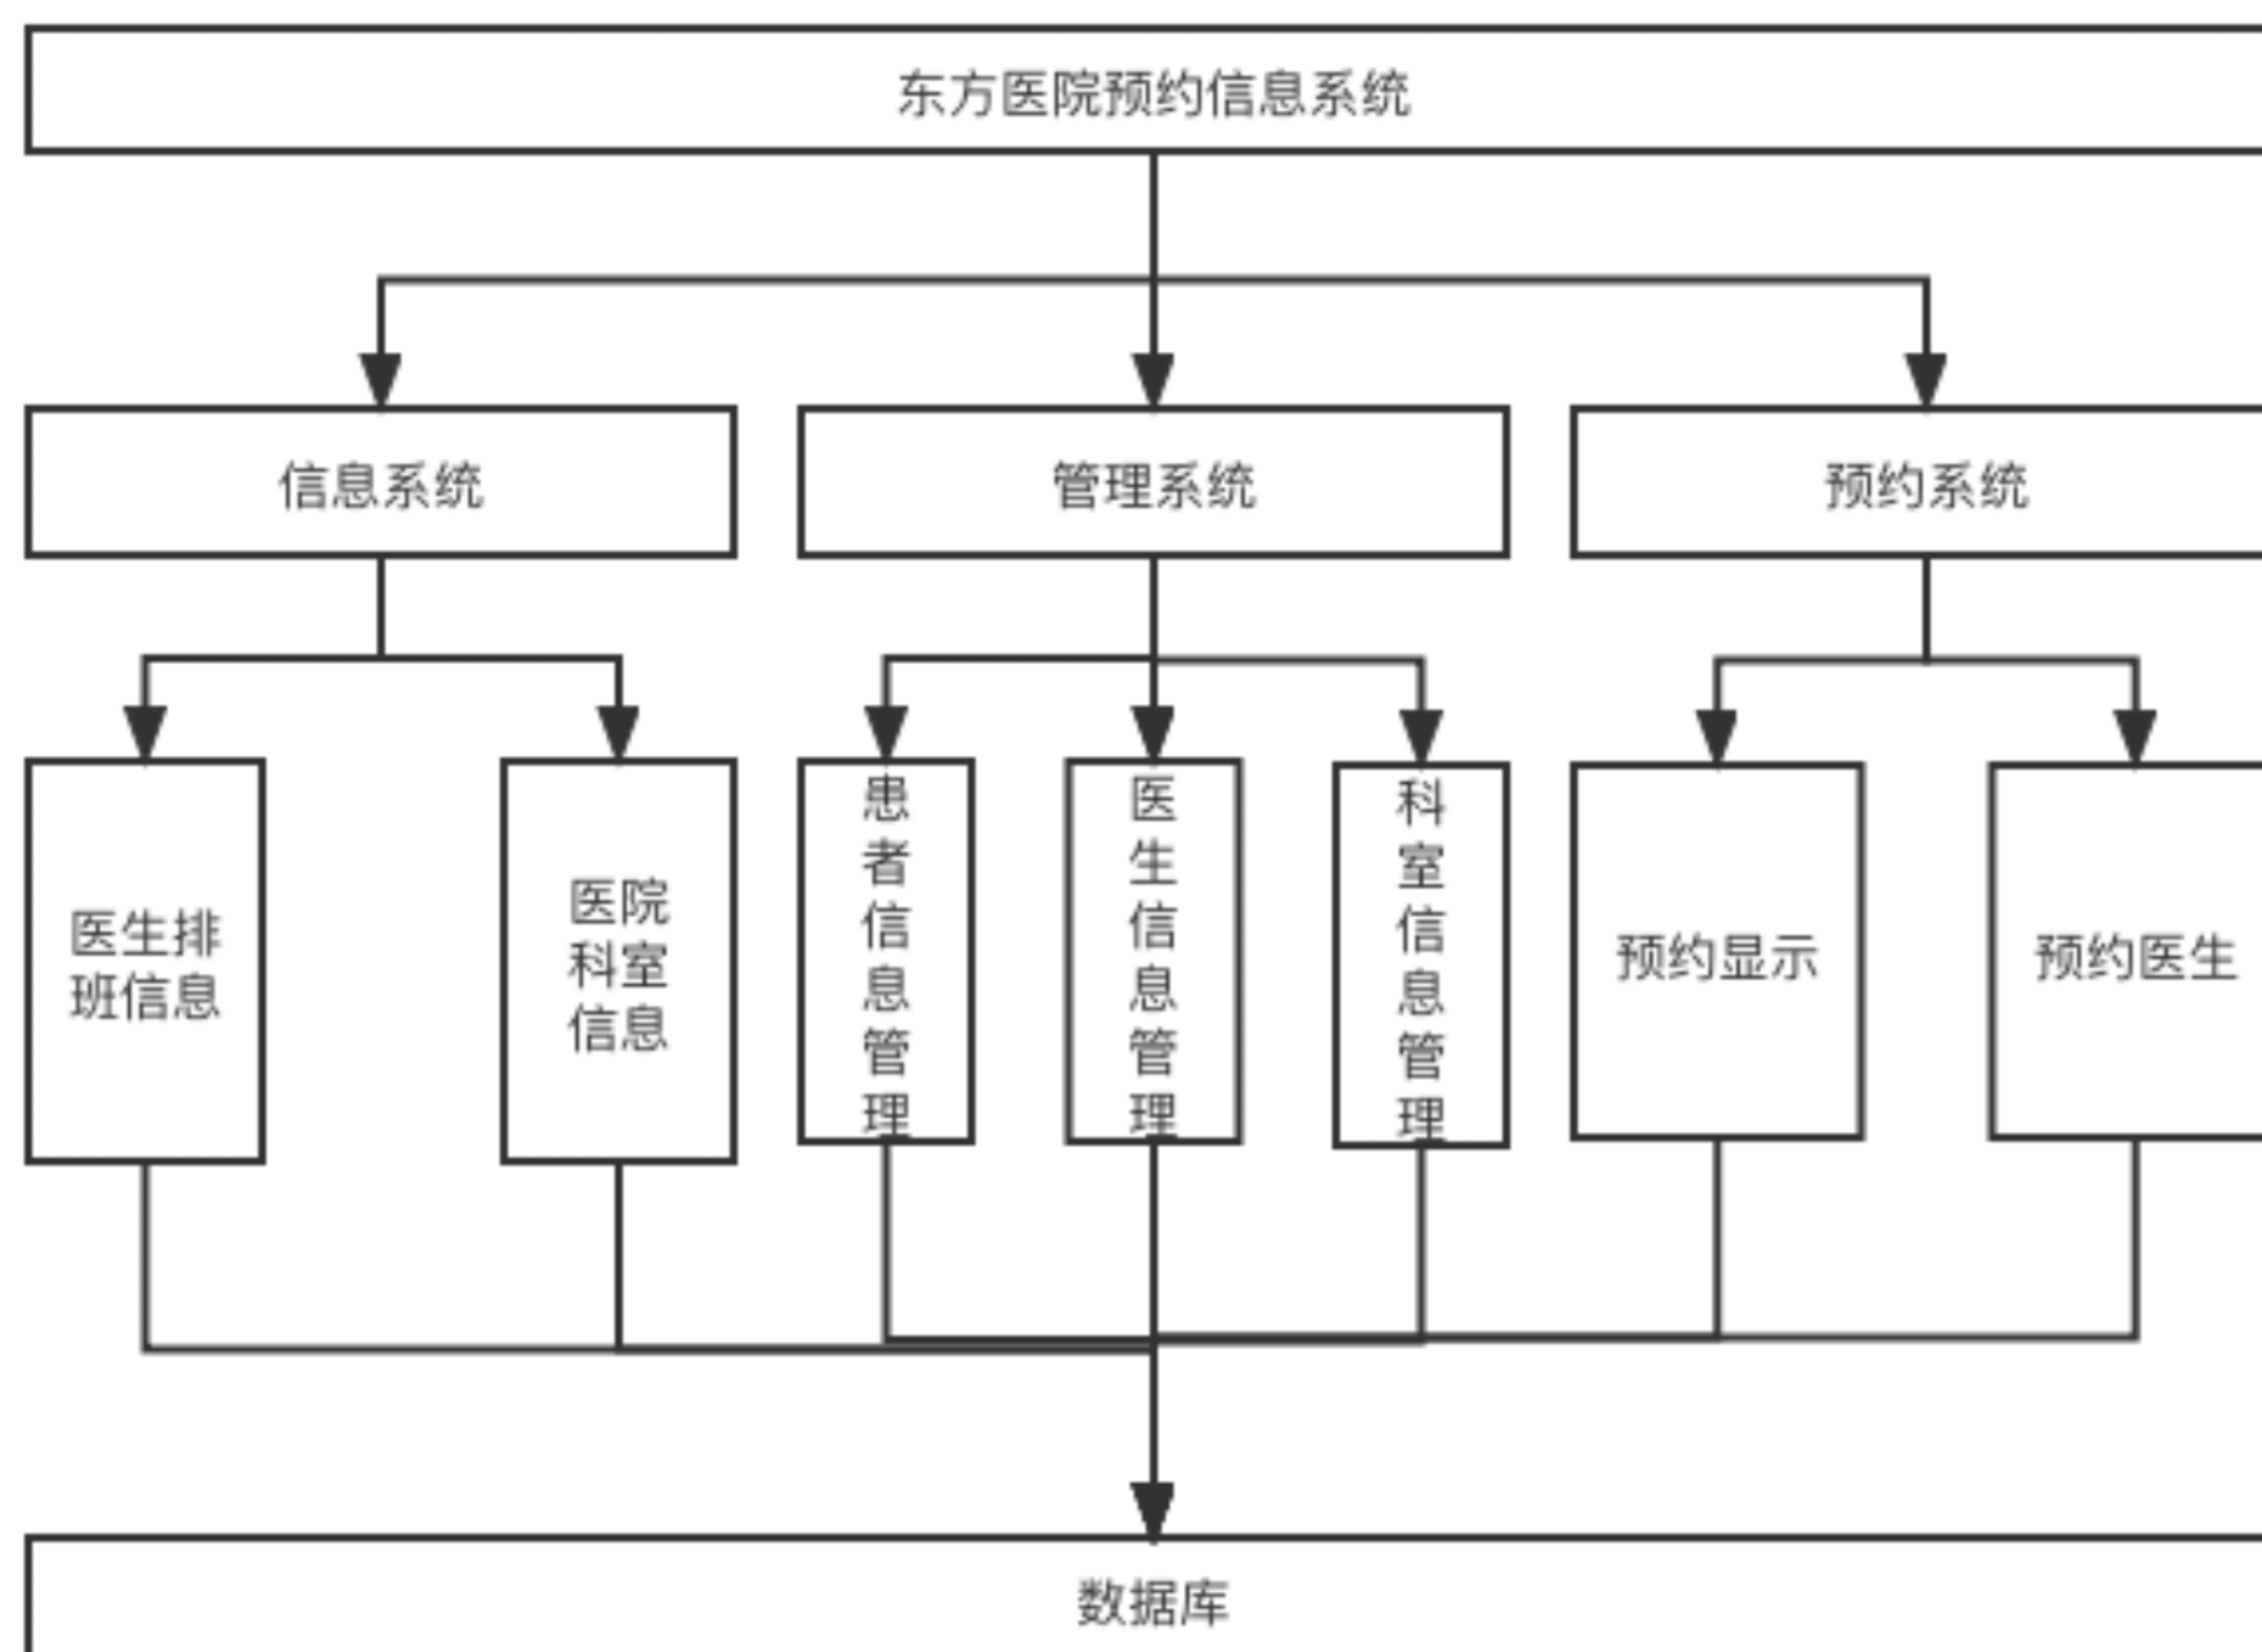 东方医院预约信息系统
信息系统
管理系统
预约系统
医生排
班信息
医院
科室
信息
患
者
信
息
管
理
医
生
信
息
管
理
科
室
信
息
管
理
预约显示
预约医生
数据库